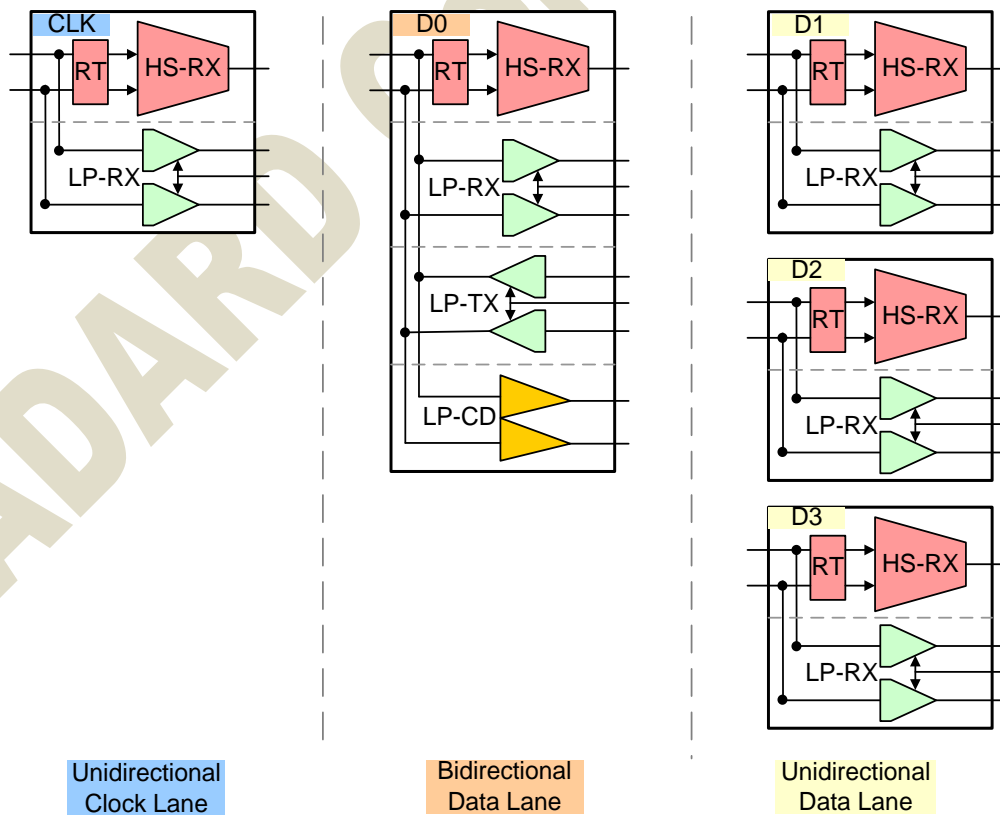 CLK
RT
HS-RX
LP-RX
D0
RT
HS-RX
LP-RX
LP-TX
LP-CD
D1
RT
HS-RX
LP-RX
D2
RT
HS-RX
LP-RX
D3
RT
HS-RX
LP-RX
Unidirectional
Clock Lane
Bidirectional
Data Lane
Unidirectional
Data Lane